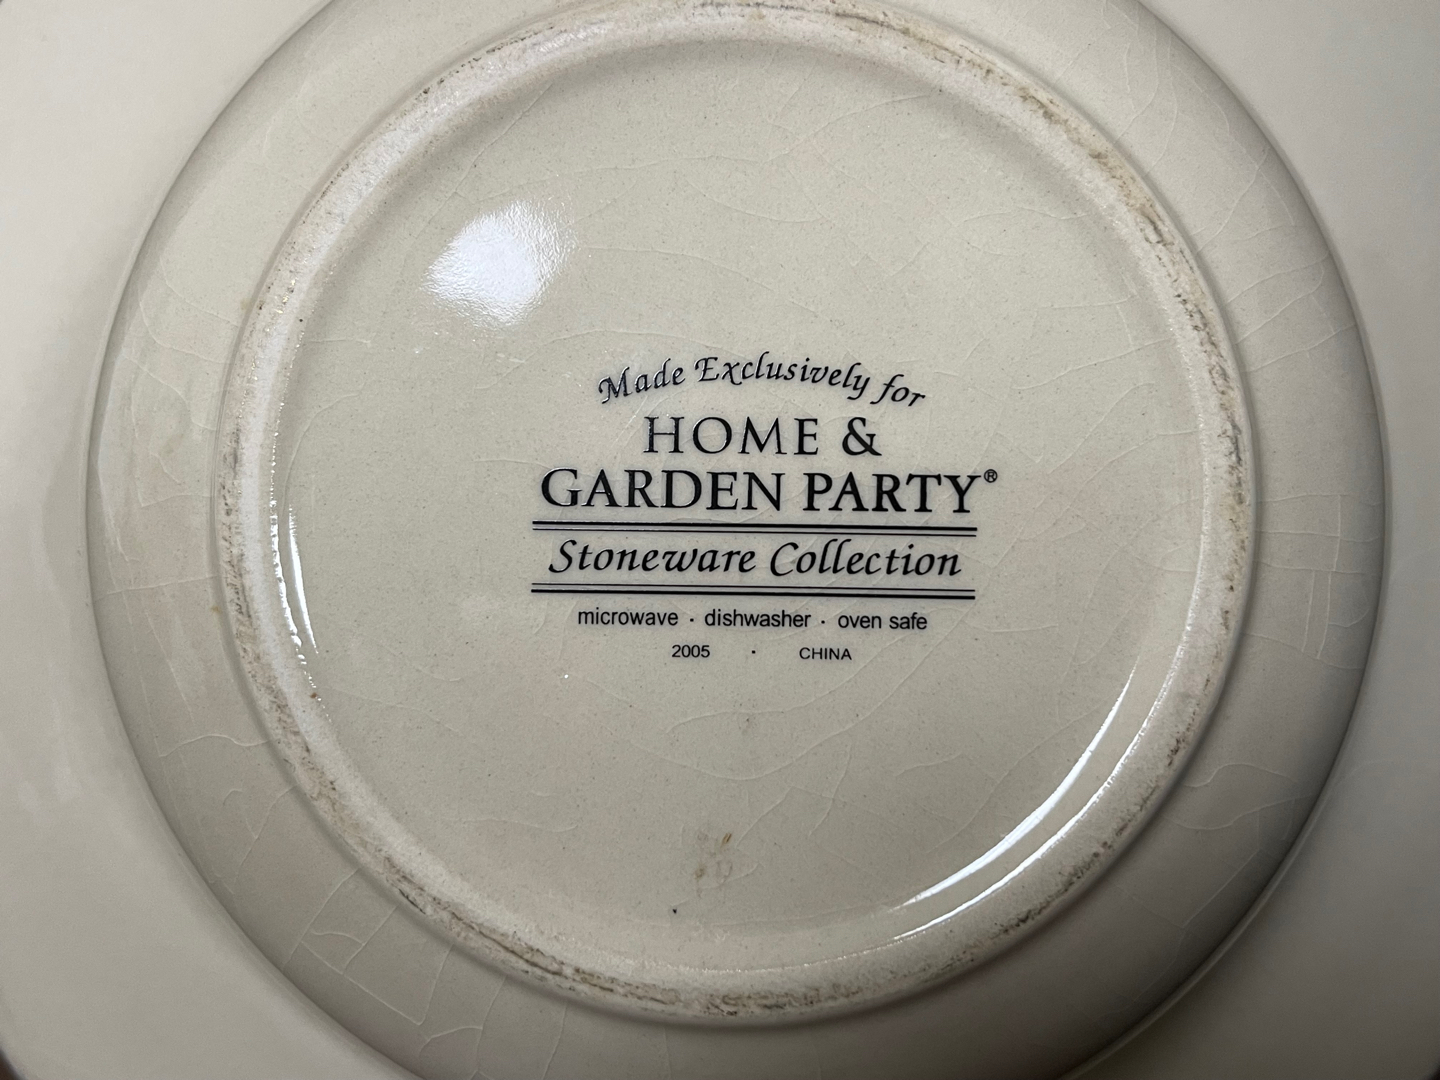 Made Exclusively for
HOME &
GARDEN PARTY®
Stoneware Collection
microwave · dishwasher · oven safe
2005 · CHINA